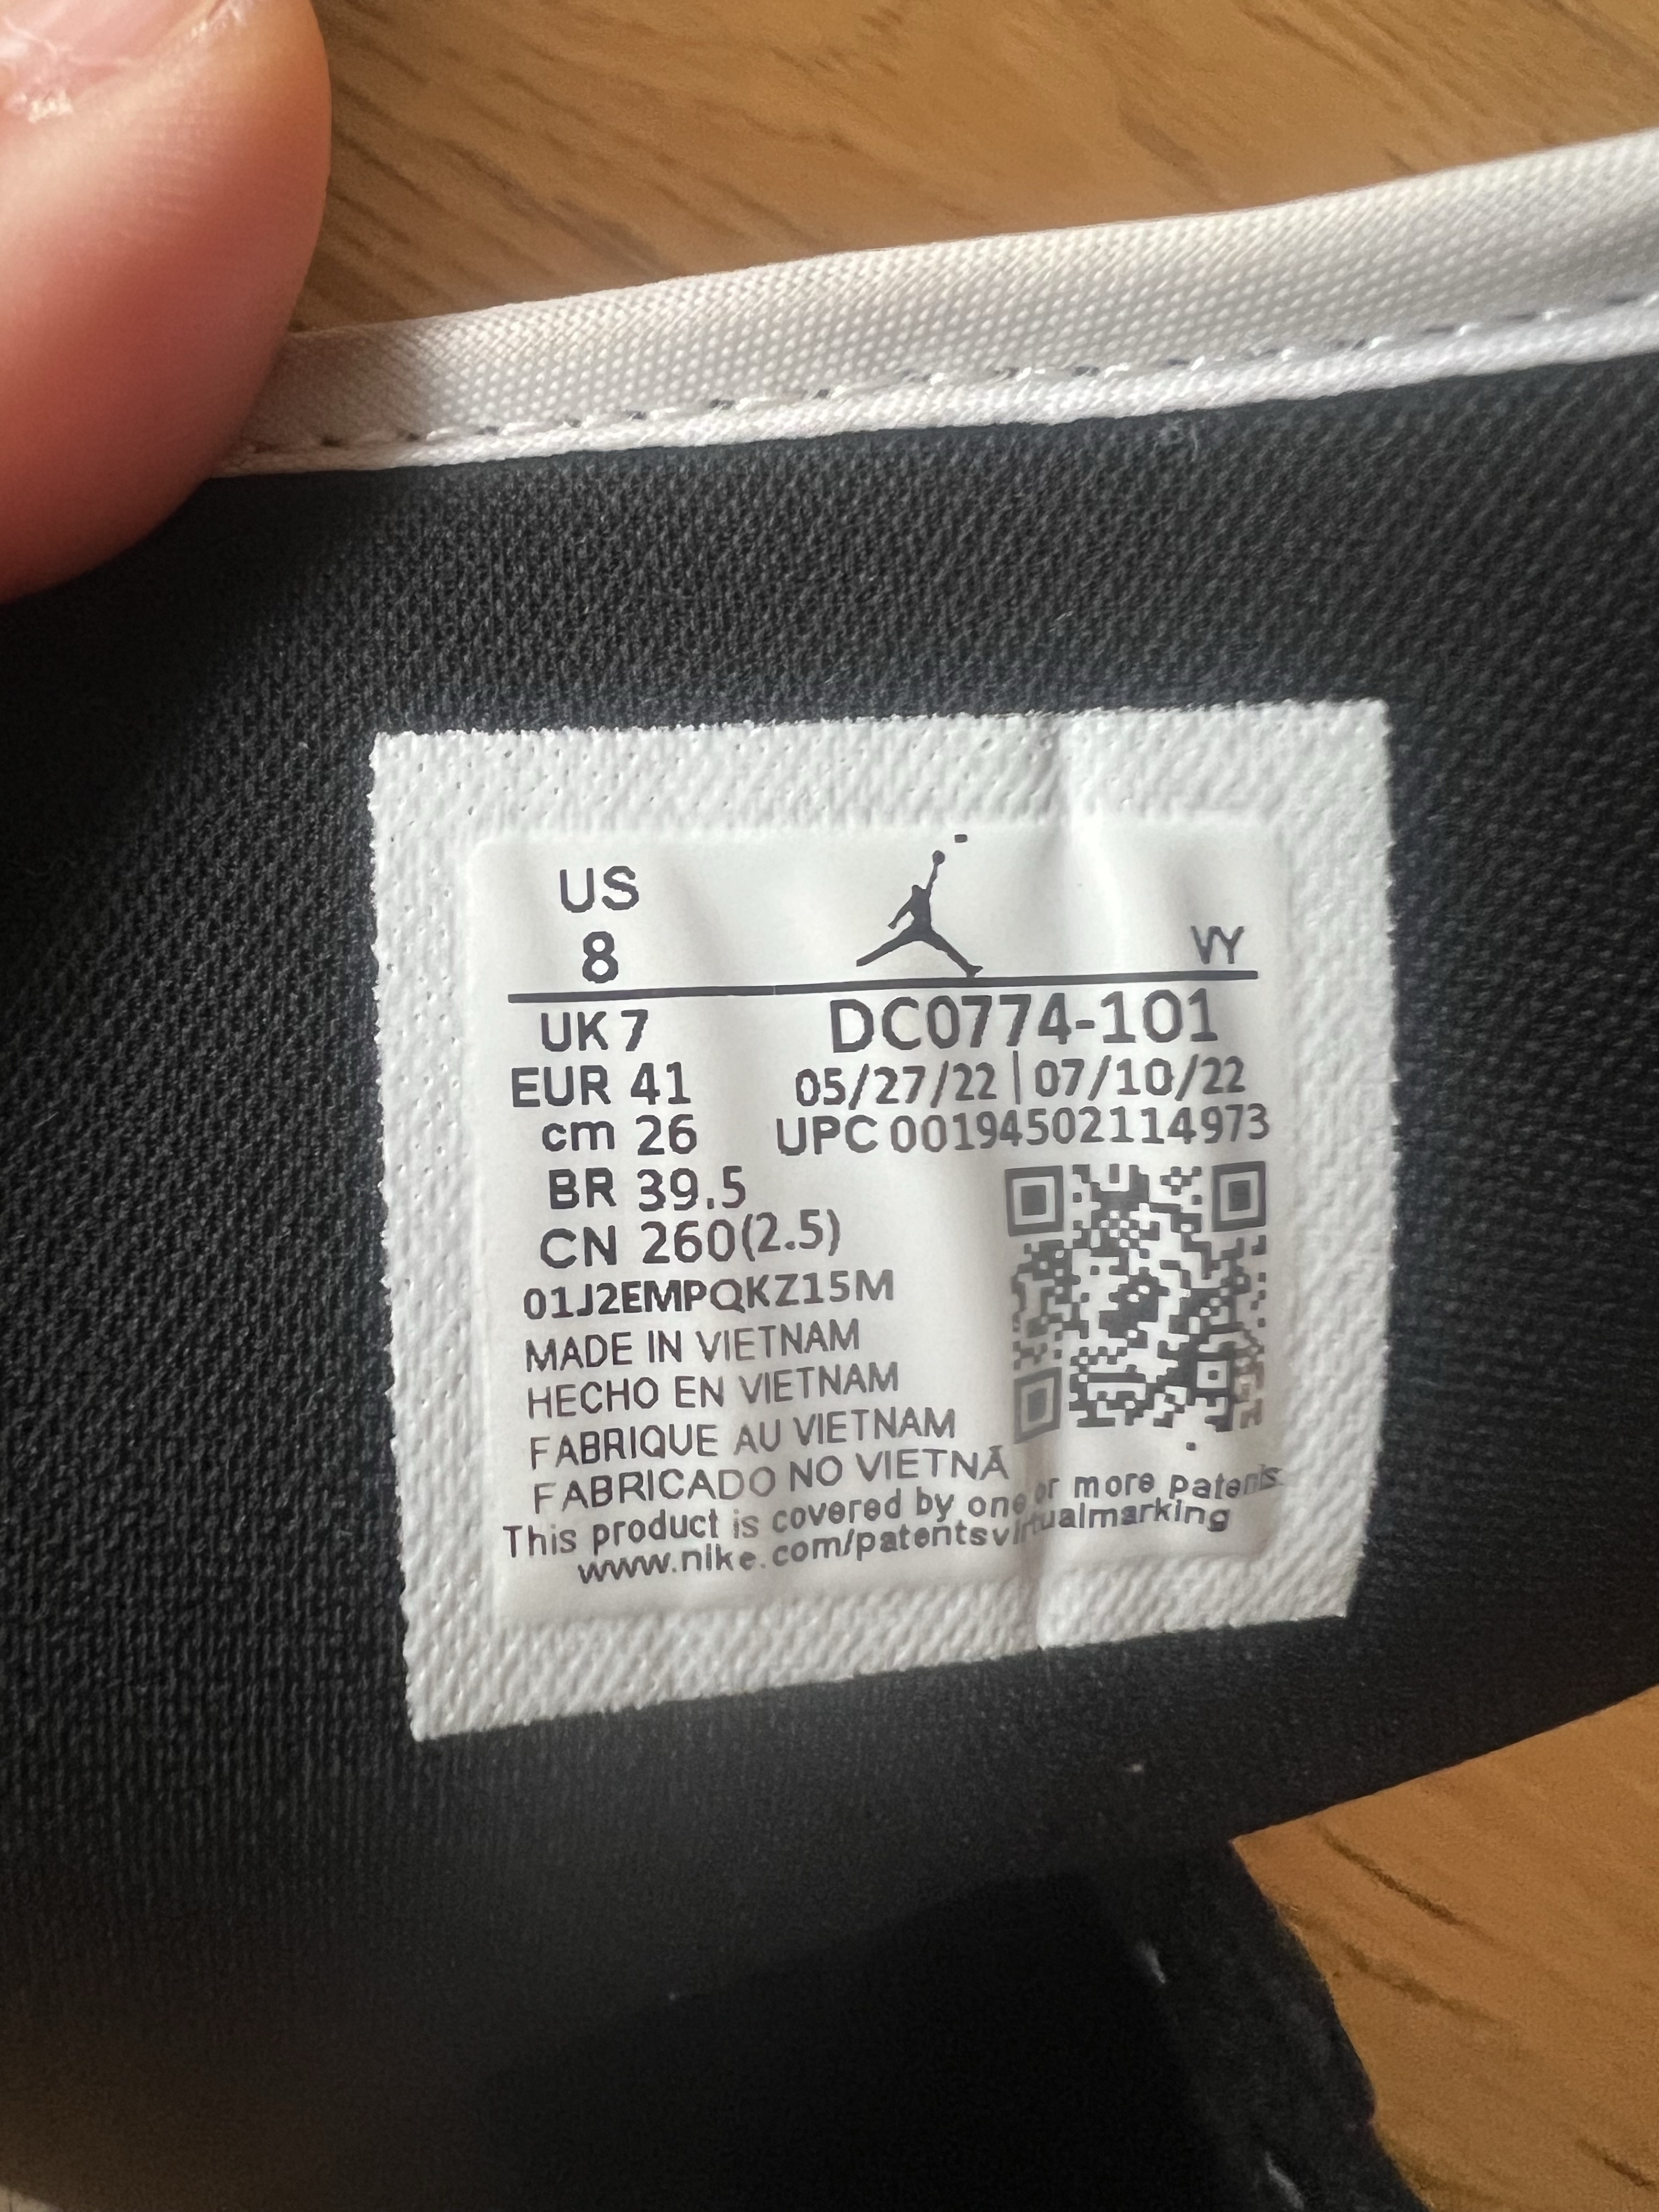 US
8
VY
UK 7
DC0774-101
EUR 41
05/27/22 | 07/10/22
cm 26
UPC 00194502114973
BR 39.5
CN 260(2.5)
01J2EMPQKZ15M
MADE IN VIETNAM
HECHO EN VIETNAM
FABRIQUE AU VIETNAM
FABRICADO NO VIETNÃ
This product is covered by one or more patents.
www.nike.com/patentsvirtualmarking